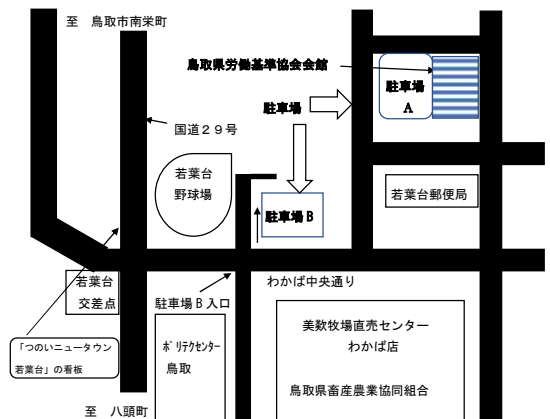 至 鳥取市南栄町
鳥取県労働基準協会会館
駐車場
A
駐車場
国道29号
若葉台
野球場
駐車場B
若葉台郵便局
若葉台
交差点
駐車場B入口
わかば中央通り
「つのいニュータウン
若葉台」の看板
ﾎﾟﾘﾃｸｾﾝﾀｰ
鳥取
美歎牧場直売センター
わかば店
鳥取県畜産農業協同組合
至 八頭町